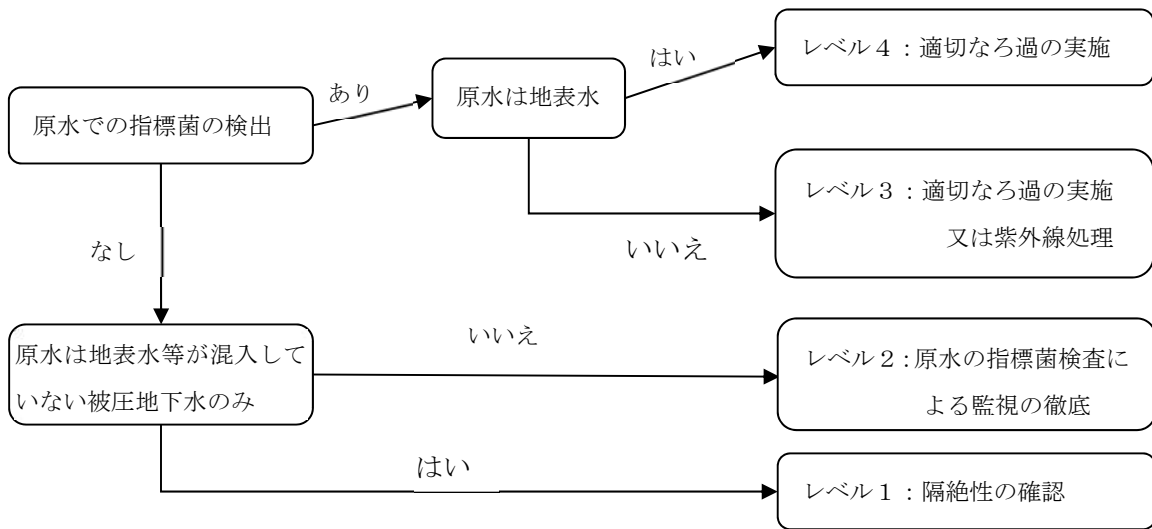 レベル４：適切なろ過の実施
はい
あり
原水は地表水
原水での指標菌の検出
レベル３：適切なろ過の実施
又は紫外線処理
いいえ
なし
いいえ
原水は地表水等が混入して
いない被圧地下水のみ
レベル２：原水の指標菌検査に
よる監視の徹底
はい
レベル１：隔絶性の確認